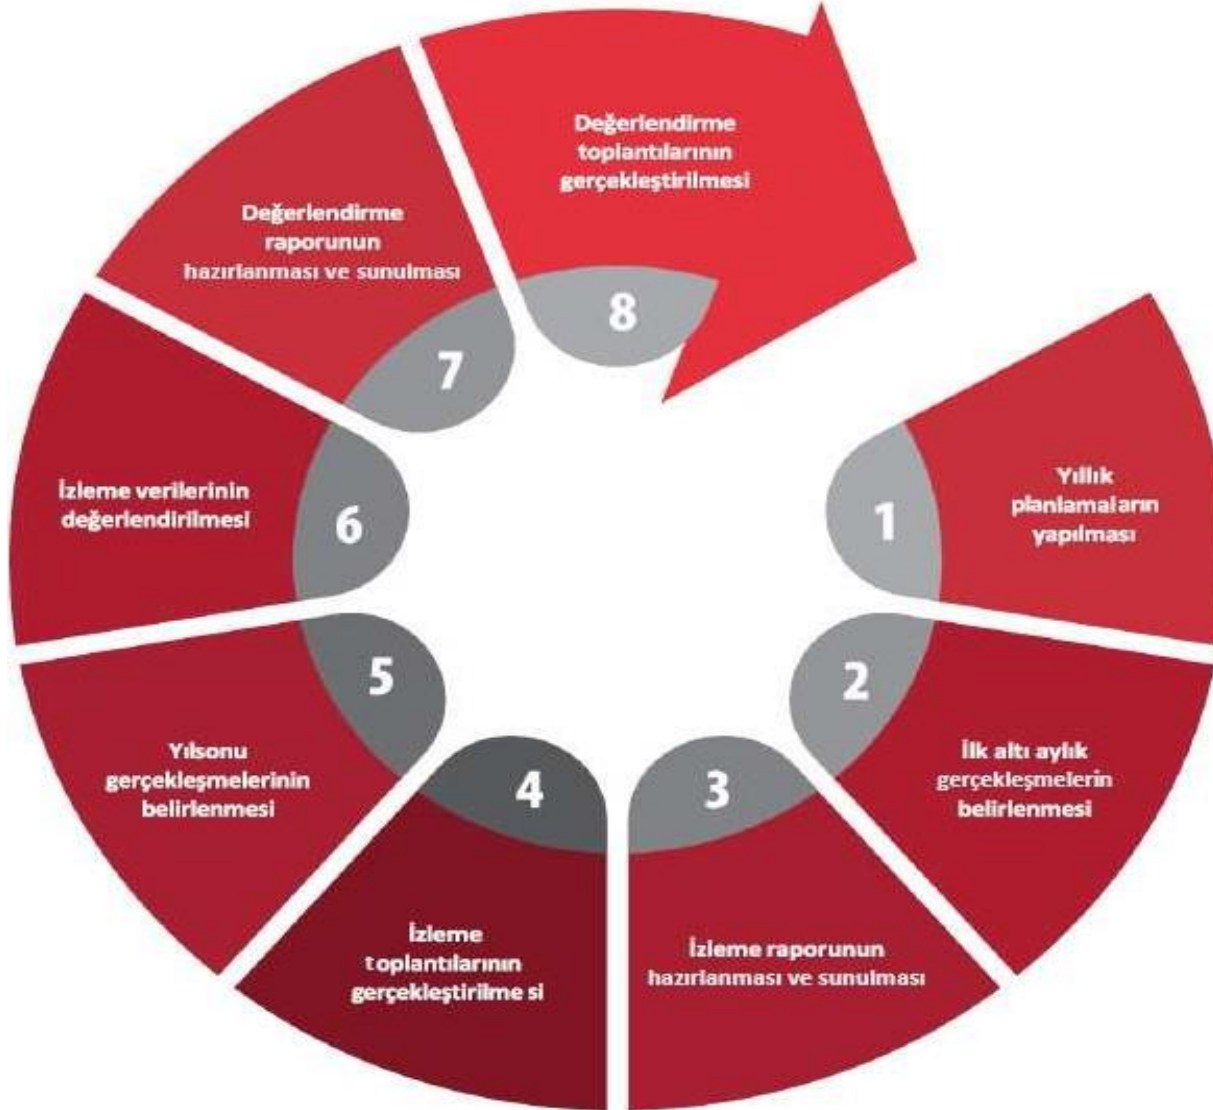 1
Yıllık
planlamaların
yapılması
2
İlk altı aylık
gerçekleşmelerin
belirlenmesi
3
İzleme raporunun
hazırlanması ve sunulması
4
İzleme
toplantılarının
gerçekleştirilme si
5
Yılsonu
gerçekleşmelerinin
belirlenmesi
6
İzleme verilerinin
değerlendirilmesi
7
Değerlendirme
raporunun
hazırlanması ve sunulması
8
Değerlendirme
toplantılarının
gerçekleştirilmesi